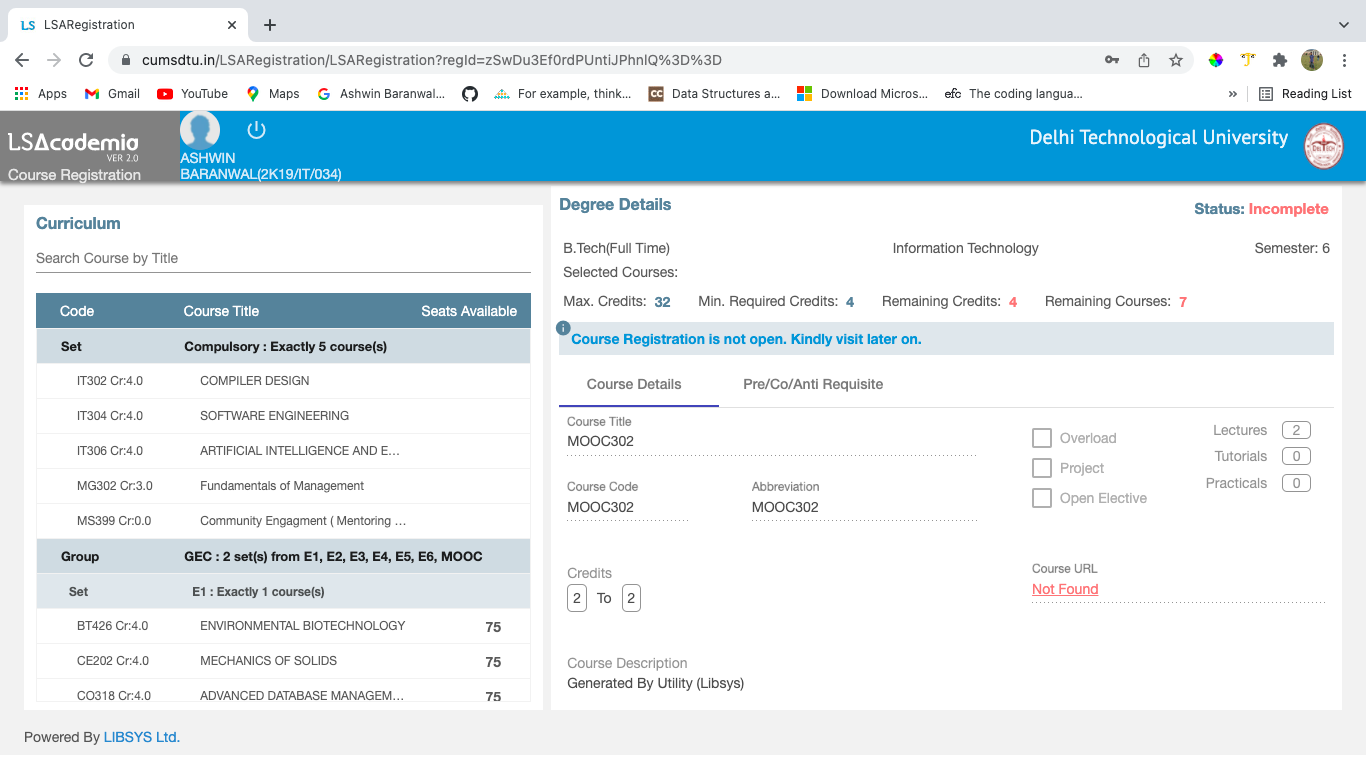 LS LSARegistration
cumsdtu.in/LSARegistration/LSARegistration?regId=zSwDu3Ef0rdPUntiJPhnlQ%3D%3D
Apps Gmail YouTube Maps Ashwin Baranwal... For example, think... CC Data Structures a... Download Micros... efc The coding langua... » Reading List
LSAcademia
VER 2.0
Course Registration
ASHWIN
BARANWAL(2K19/IT/034)
Delhi Technological University
Curriculum
Search Course by Title
Code Course Title Seats Available
Set Compulsory : Exactly 5 course(s)
IT302 Cr:4.0 COMPILER DESIGN
IT304 Cr:4.0 SOFTWARE ENGINEERING
IT306 Cr:4.0 ARTIFICIAL INTELLIGENCE AND E...
MG302 Cr:3.0 Fundamentals of Management
MS399 Cr:0.0 Community Engagment ( Mentoring ...
Group GEC : 2 set(s) from E1, E2, E3, E4, E5, E6, MOOC
Set E1 : Exactly 1 course(s)
BT426 Cr:4.0 ENVIRONMENTAL BIOTECHNOLOGY 75
CE202 Cr:4.0 MECHANICS OF SOLIDS 75
CO318 Cr:4.0 ADVANCED DATABASE MANAGEM... 75
Degree Details
Status: Incomplete
B.Tech(Full Time) Information Technology Semester: 6
Selected Courses:
Max. Credits: 32 Min. Required Credits: 4 Remaining Credits: 4 Remaining Courses: 7
Course Registration is not open. Kindly visit later on.
Course Details Pre/Co/Anti Requisite
Course Title
MOOC302
Course Code Abbreviation
MOOC302 MOOC302
Overload
Project
Open Elective
Lectures 2
Tutorials 0
Practicals 0
Credits
2 To 2
Course URL
Not Found
Course Description
Generated By Utility (Libsys)
Powered By LIBSYS Ltd.